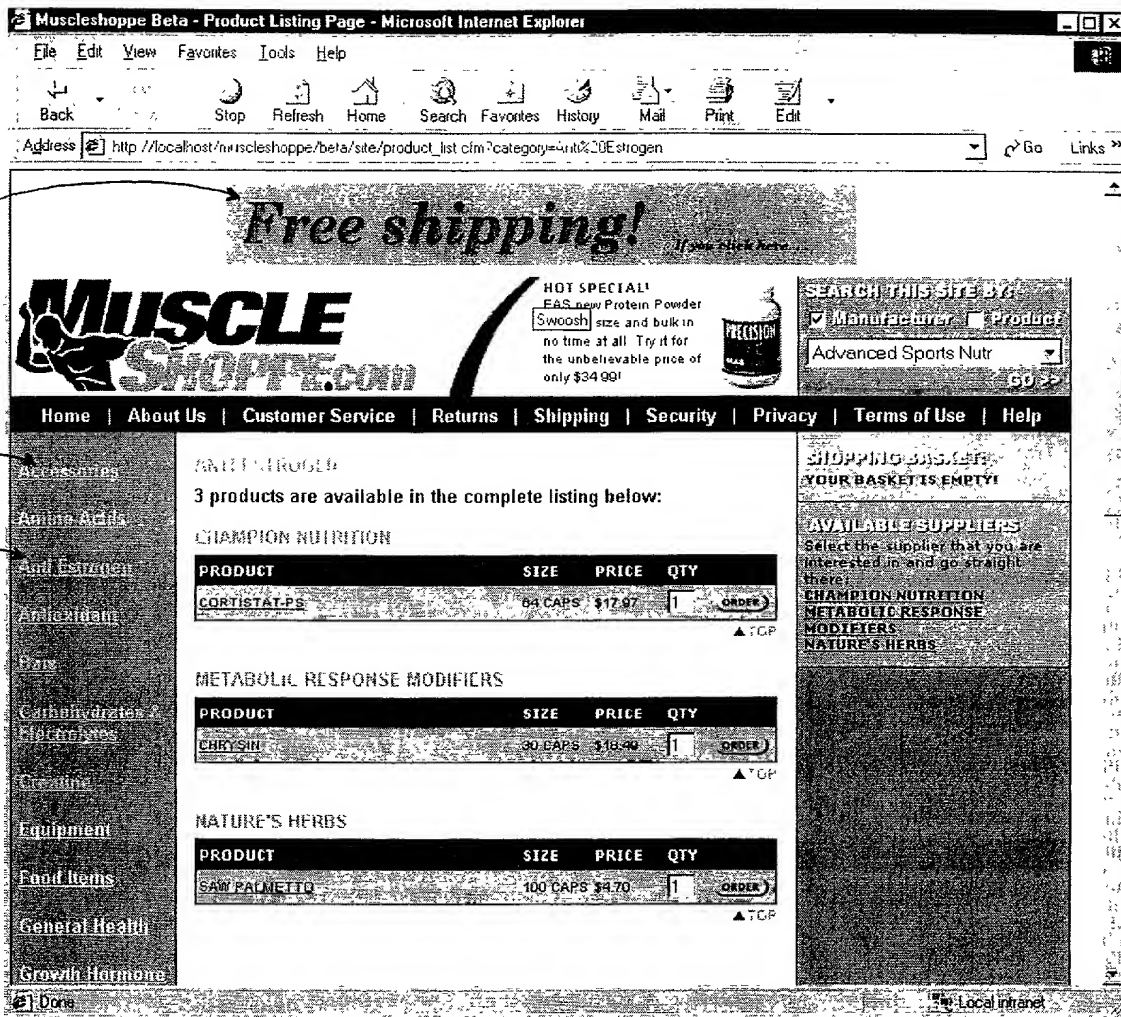 Muscleshoppe Beta - Product Listing Page - Microsoft Internet Explorer
File Edit View Favorites Tools Help
Back Stop Refresh Home Search Favorites History Mail Print Edit
Address http://localhost/muscleshoppe/beta/site/product_list.cfm?category=Anti%20Estrogen Go Links »
Free shipping! ...if you click here...
MUSCLE
SHOPPE.com
HOT SPECIAL!
EAS new Protein Powder
Swoosh size and bulk in
no time at all Try it for
the unbelievable price of
only $34 99!
PRECISION
SEARCH THIS SITE BY:
Manufacturer Product
Advanced Sports Nutr
GO >>
Home | About Us | Customer Service | Returns | Shipping | Security | Privacy | Terms of Use | Help
Accessories
Amino Acids
Anti Estrogen
Antioxidant
Bars
Carbohydrates &
Electrolytes
Creatine
Equipment
Food Items
General Health
Growth Hormone
ANTI ESTROGEN
3 products are available in the complete listing below:
CHAMPION NUTRITION
PRODUCT SIZE PRICE QTY
CORTISTAT-PS 84 CAPS $17.97 1 ORDER
▲TOP
METABOLIC RESPONSE MODIFIERS
PRODUCT SIZE PRICE QTY
CHRYSIN 30 CAPS 1 ORDER
▲TOP
NATURE'S HERBS
PRODUCT SIZE PRICE QTY
SAW PALMETTO 100 CAPS $4.70 1 ORDER
▲TOP
SHOPPING BASKET:
YOUR BASKET IS EMPTY!
AVAILABLE SUPPLIERS
Select the supplier that you are
interested in and go straight
there:
CHAMPION NUTRITION
METABOLIC RESPONSE
MODIFIERS
NATURE'S HERBS
Done Local intranet